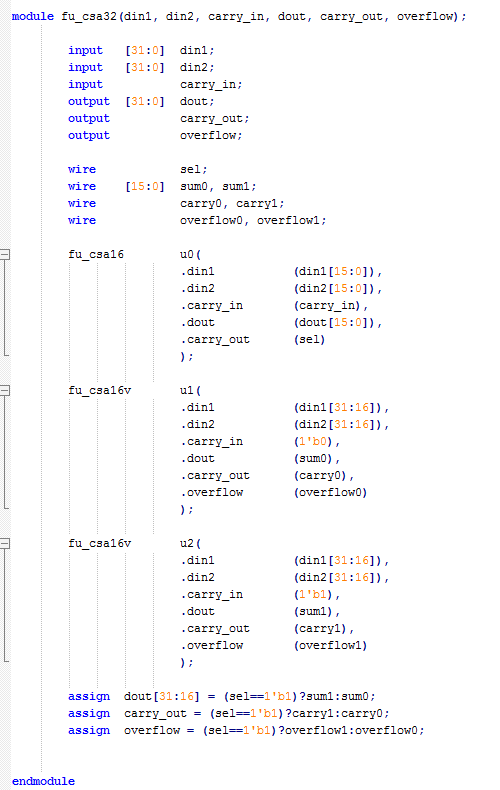 module fu_csa32(din1, din2, carry_in, dout, carry_out, overflow);
input [31:0] din1;
input [31:0] din2;
input carry_in;
output [31:0] dout;
output carry_out;
output overflow;
wire sel;
wire [15:0] sum0, sum1;
wire carry0, carry1;
wire overflow0, overflow1;
fu_csa16 u0(
.din1 (din1[15:0]),
.din2 (din2[15:0]),
.carry_in (carry_in),
.dout (dout[15:0]),
.carry_out (sel)
);
fu_csa16v u1(
.din1 (din1[31:16]),
.din2 (din2[31:16]),
.carry_in (1'b0),
.dout (sum0),
.carry_out (carry0),
.overflow (overflow0)
);
fu_csa16v u2(
.din1 (din1[31:16]),
.din2 (din2[31:16]),
.carry_in (1'b1),
.dout (sum1),
.carry_out (carry1),
.overflow (overflow1)
);
assign dout[31:16] = (sel==1'b1)?sum1:sum0;
assign carry_out = (sel==1'b1)?carry1:carry0;
assign overflow = (sel==1'b1)?overflow1:overflow0;
endmodule